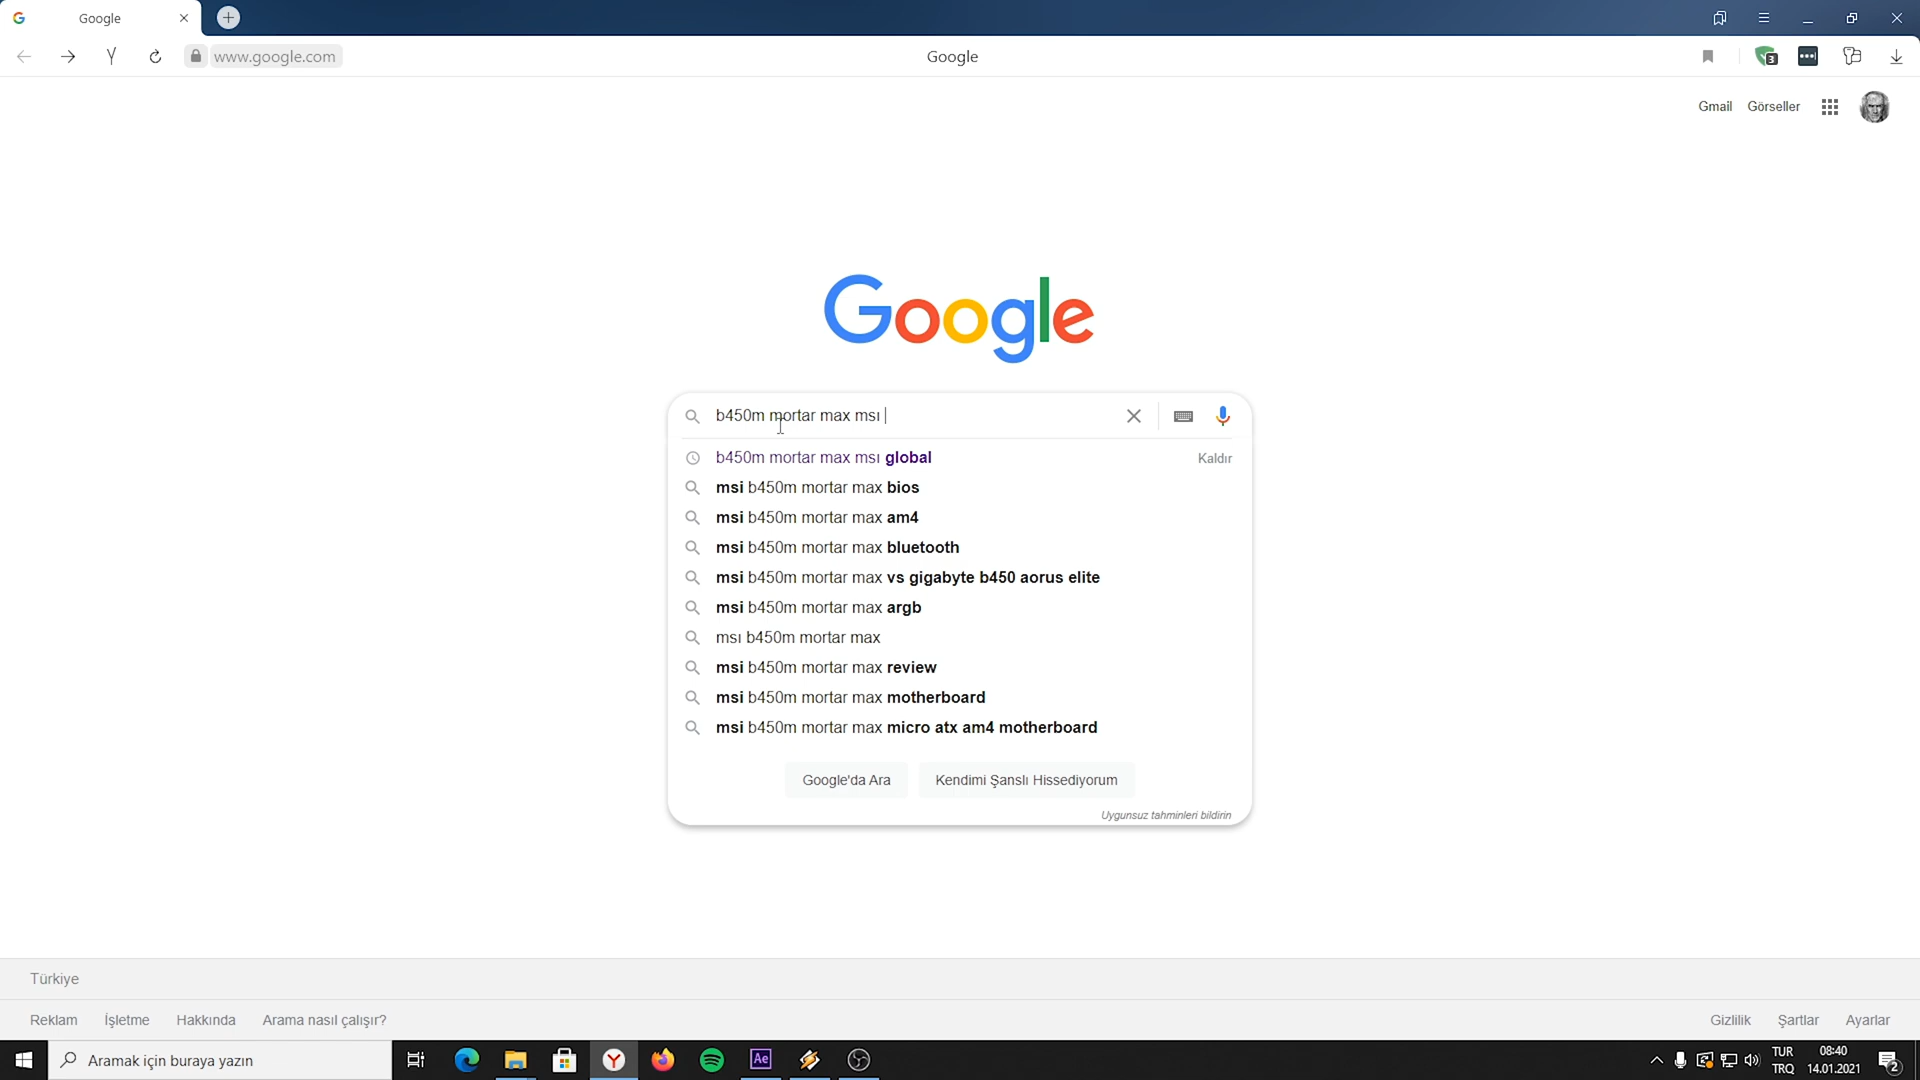 Google
www.google.com
Google
3
Gmail Görseller
Google
b450m mortar max msı
b450m mortar max msı global
Kaldır
msi b450m mortar max bios
msi b450m mortar max am4
msi b450m mortar max bluetooth
msi b450m mortar max vs gigabyte b450 aorus elite
msi b450m mortar max argb
msı b450m mortar max
msi b450m mortar max review
msi b450m mortar max motherboard
msi b450m mortar max micro atx am4 motherboard
Google'da Ara
Kendimi Şanslı Hissediyorum
Uygunsuz tahminleri bildirin
Türkiye
Reklam İşletme Hakkında Arama nasıl çalışır?
Gizlilik Şartlar Ayarlar
Aramak için buraya yazın
Ae
TUR
TRQ
08:40
14.01.2021
2